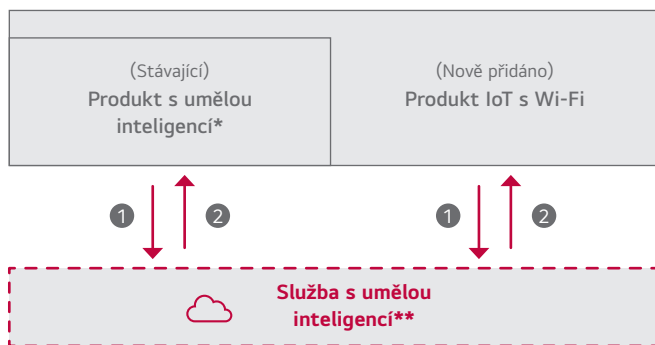 (Stávající)
Produkt s umělou
inteligencí*
(Nově přidáno)
Produkt IoT s Wi-Fi
1
2
1
2
Služba s umělou
inteligencí**